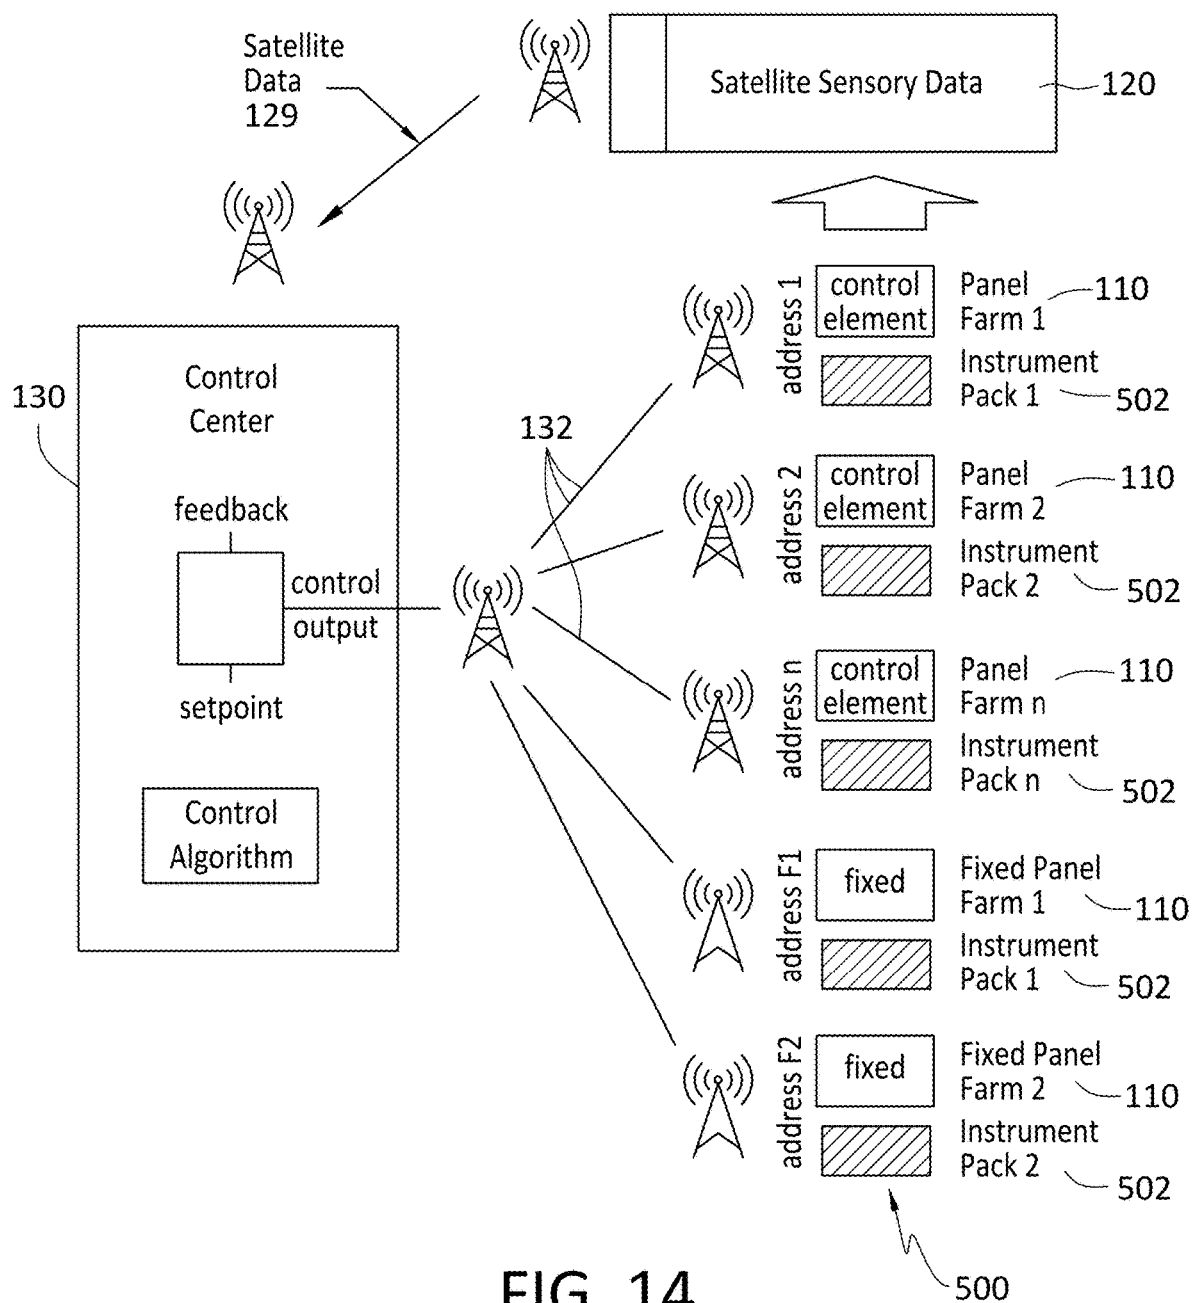 Satellite
Data
129
Satellite Sensory Data
120
130
Control
Center
feedback
control
output
setpoint
Control
Algorithm
132
address 1
control
element
Panel
Farm 1
110
Instrument
Pack 1
502
address 2
control
element
Panel
Farm 2
110
Instrument
Pack 2
502
address n
control
element
Panel
Farm n
110
Instrument
Pack n
502
address F1
fixed
Fixed Panel
Farm 1
110
Instrument
Pack 1
502
address F2
fixed
Fixed Panel
Farm 2
110
Instrument
Pack 2
502
500
FIG. 14